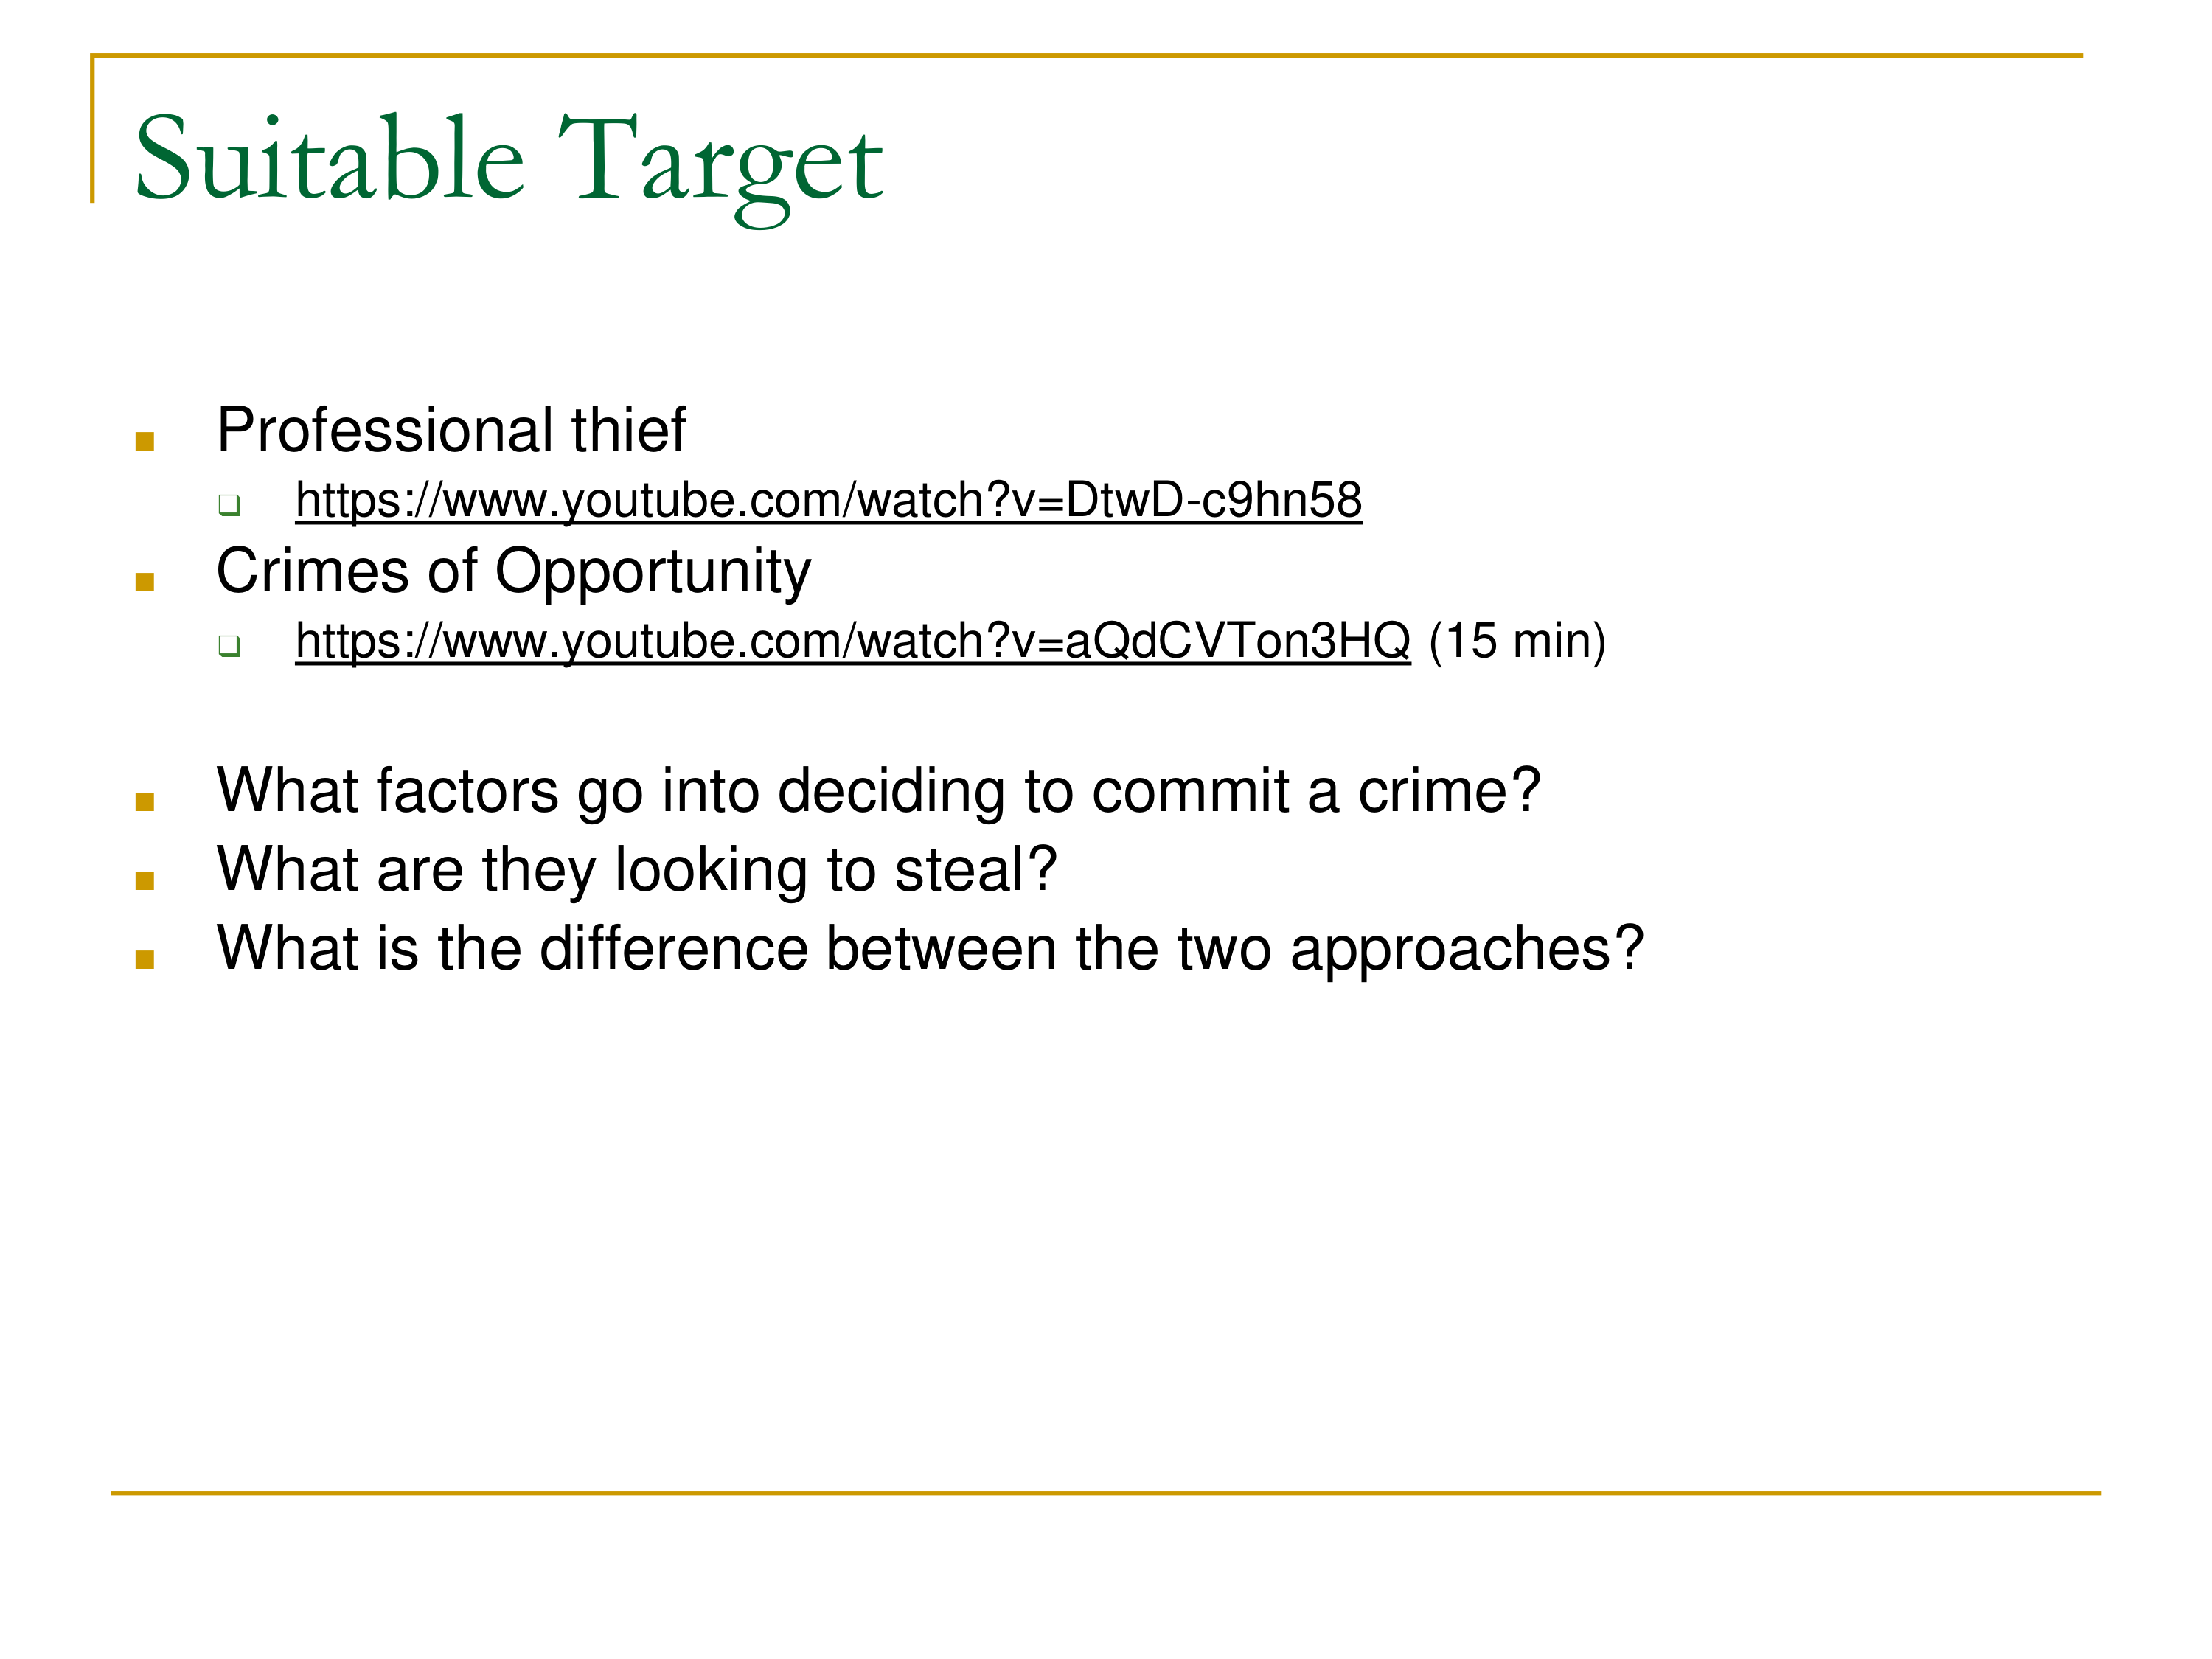 Suitable Target
Professional thief
https://www.youtube.com/watch?v=DtwD-c9hn58
Crimes of Opportunity
https://www.youtube.com/watch?v=aQdCVTon3HQ (15 min)
What factors go into deciding to commit a crime?
What are they looking to steal?
What is the difference between the two approaches?